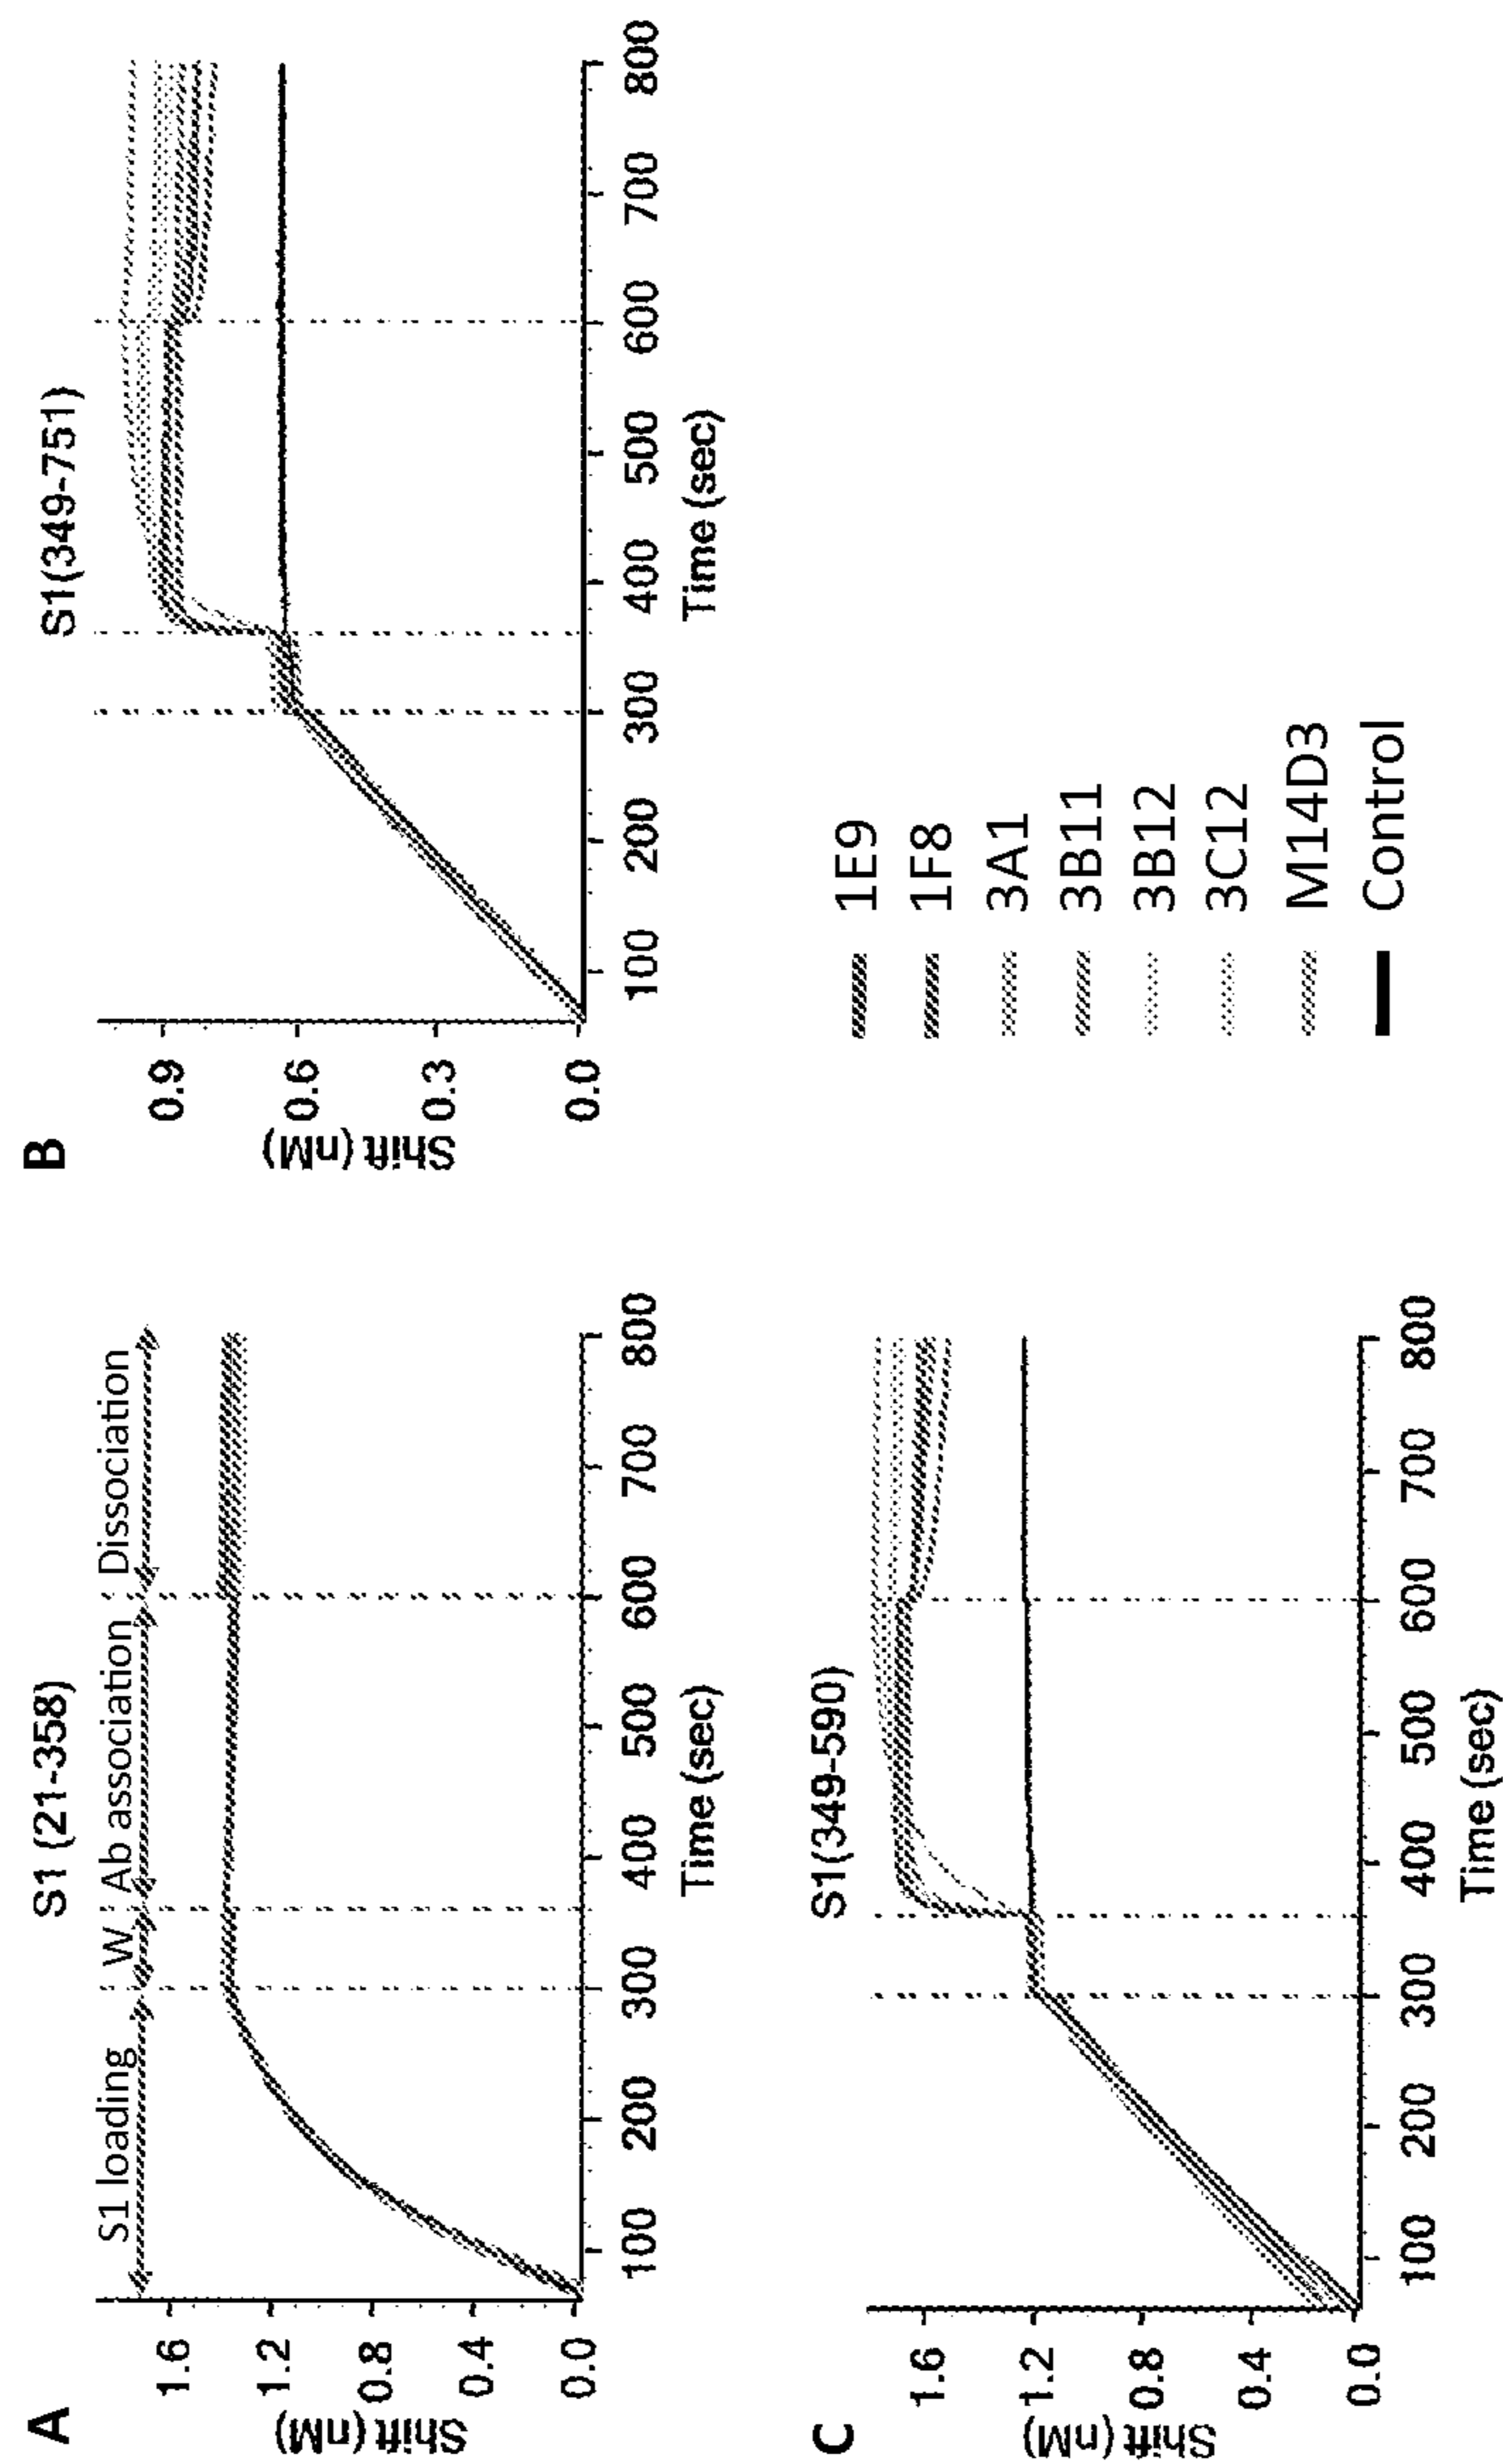 A
S1 (21-358)
S1 loading W Ab association Dissociation
Shift (nM)
1.6
1.2
0.8
0.4
0.0
100 200 300 400 500 600 700 800
Time (sec)
B
S1(349-751)
Shift (nM)
0.9
0.6
0.3
0.0
100 200 300 400 500 600 700 800
Time (sec)
C
S1(349-590)
Shift (nM)
1.6
1.2
0.8
0.4
0.0
100 200 300 400 500 600 700 800
Time (sec)
1E9
1F8
3A1
3B11
3B12
3C12
M14D3
Control